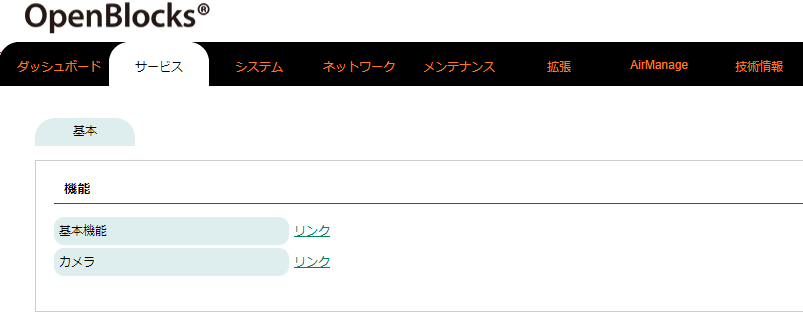 OpenBlocks®
ダッシュボード サービス システム ネットワーク メンテナンス 拡張 AirManage 技術情報
基本
機能
基本機能 リンク
カメラ リンク